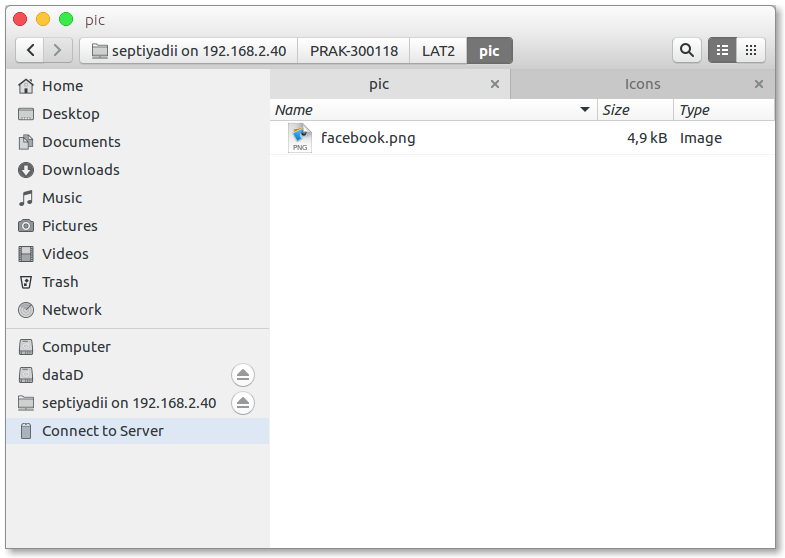 pic
septiyadii on 192.168.2.40 PRAK-300118 LAT2 pic
Home
Desktop
Documents
Downloads
Music
Pictures
Videos
Trash
Network
Computer
dataD
septiyadii on 192.168.2.40
Connect to Server
pic Icons
Name Size Type
PNG facebook.png 4,9 kB Image